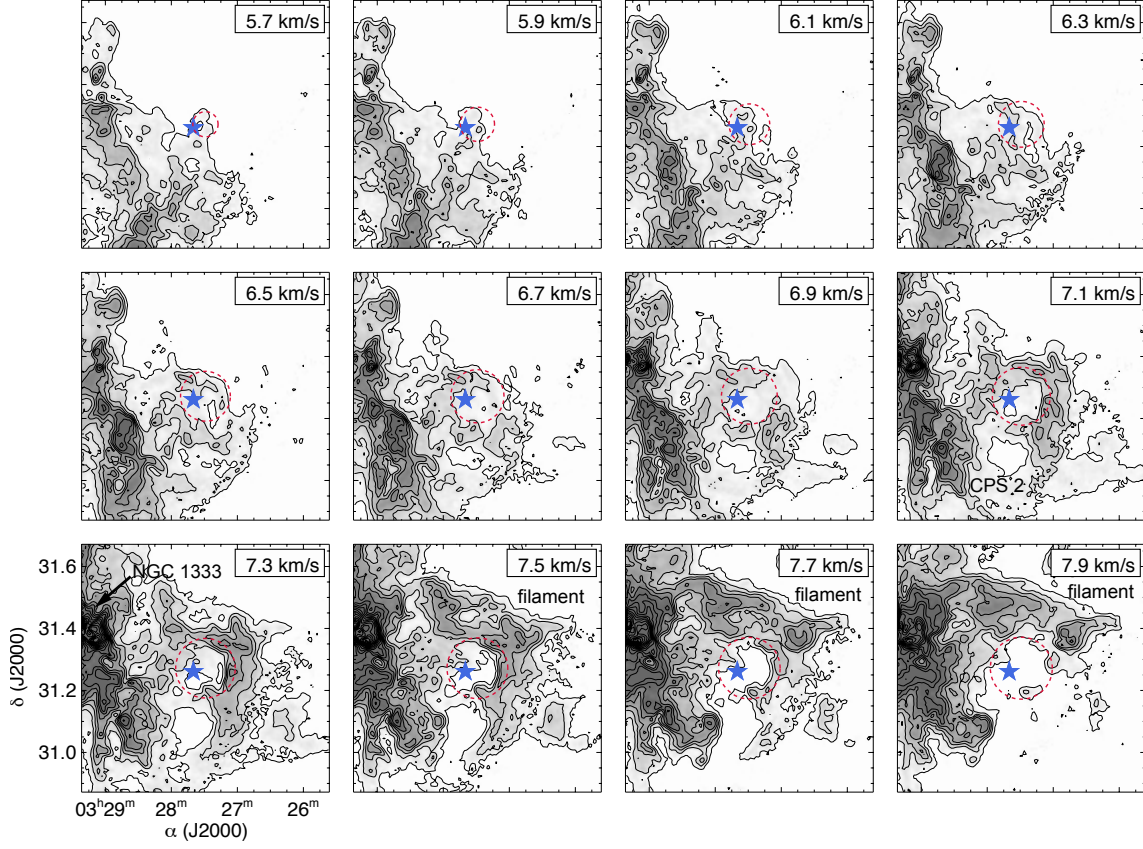 5.7 km/s
5.9 km/s
6.1 km/s
6.3 km/s
6.5 km/s
6.7 km/s
6.9 km/s
7.1 km/s
CPS 2
7.3 km/s
NGC 1333
7.5 km/s
filament
7.7 km/s
filament
7.9 km/s
filament
31.6
31.4
31.2
31.0
δ (J2000)
03ʰ29ᵐ 28ᵐ 27ᵐ 26ᵐ
α (J2000)